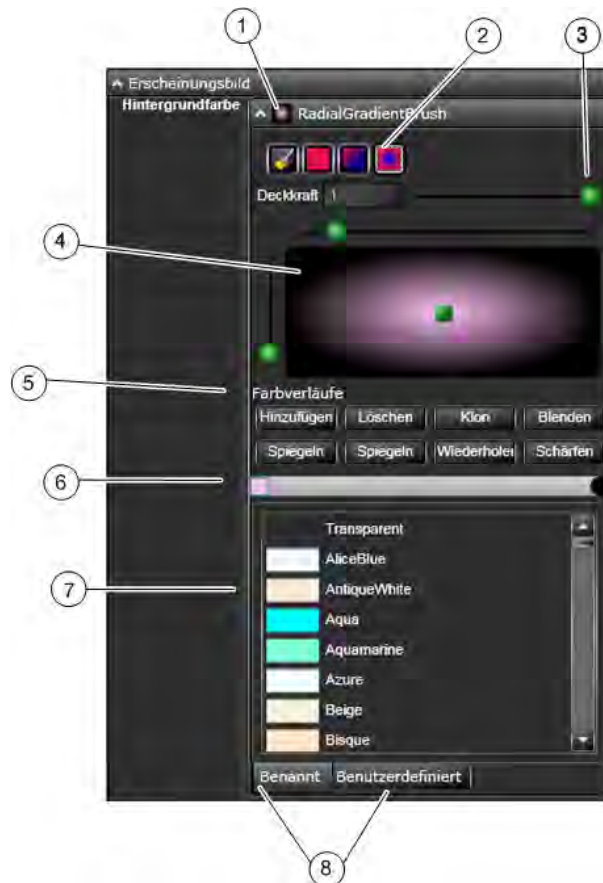 1
2
3
Erscheinungsbild
Hintergrundfarbe
RadialGradientBrush
Deckkraft 1
4
5
Farbverläufe
Hinzufügen Löschen Klon Blenden
Spiegeln Spiegeln Wiederholer Schärfen
6
Transparent
AliceBlue
7
AntiqueWhite
Aqua
Aquamarine
Azure
Beige
Bisque
Benannt Benutzerdefiniert
8